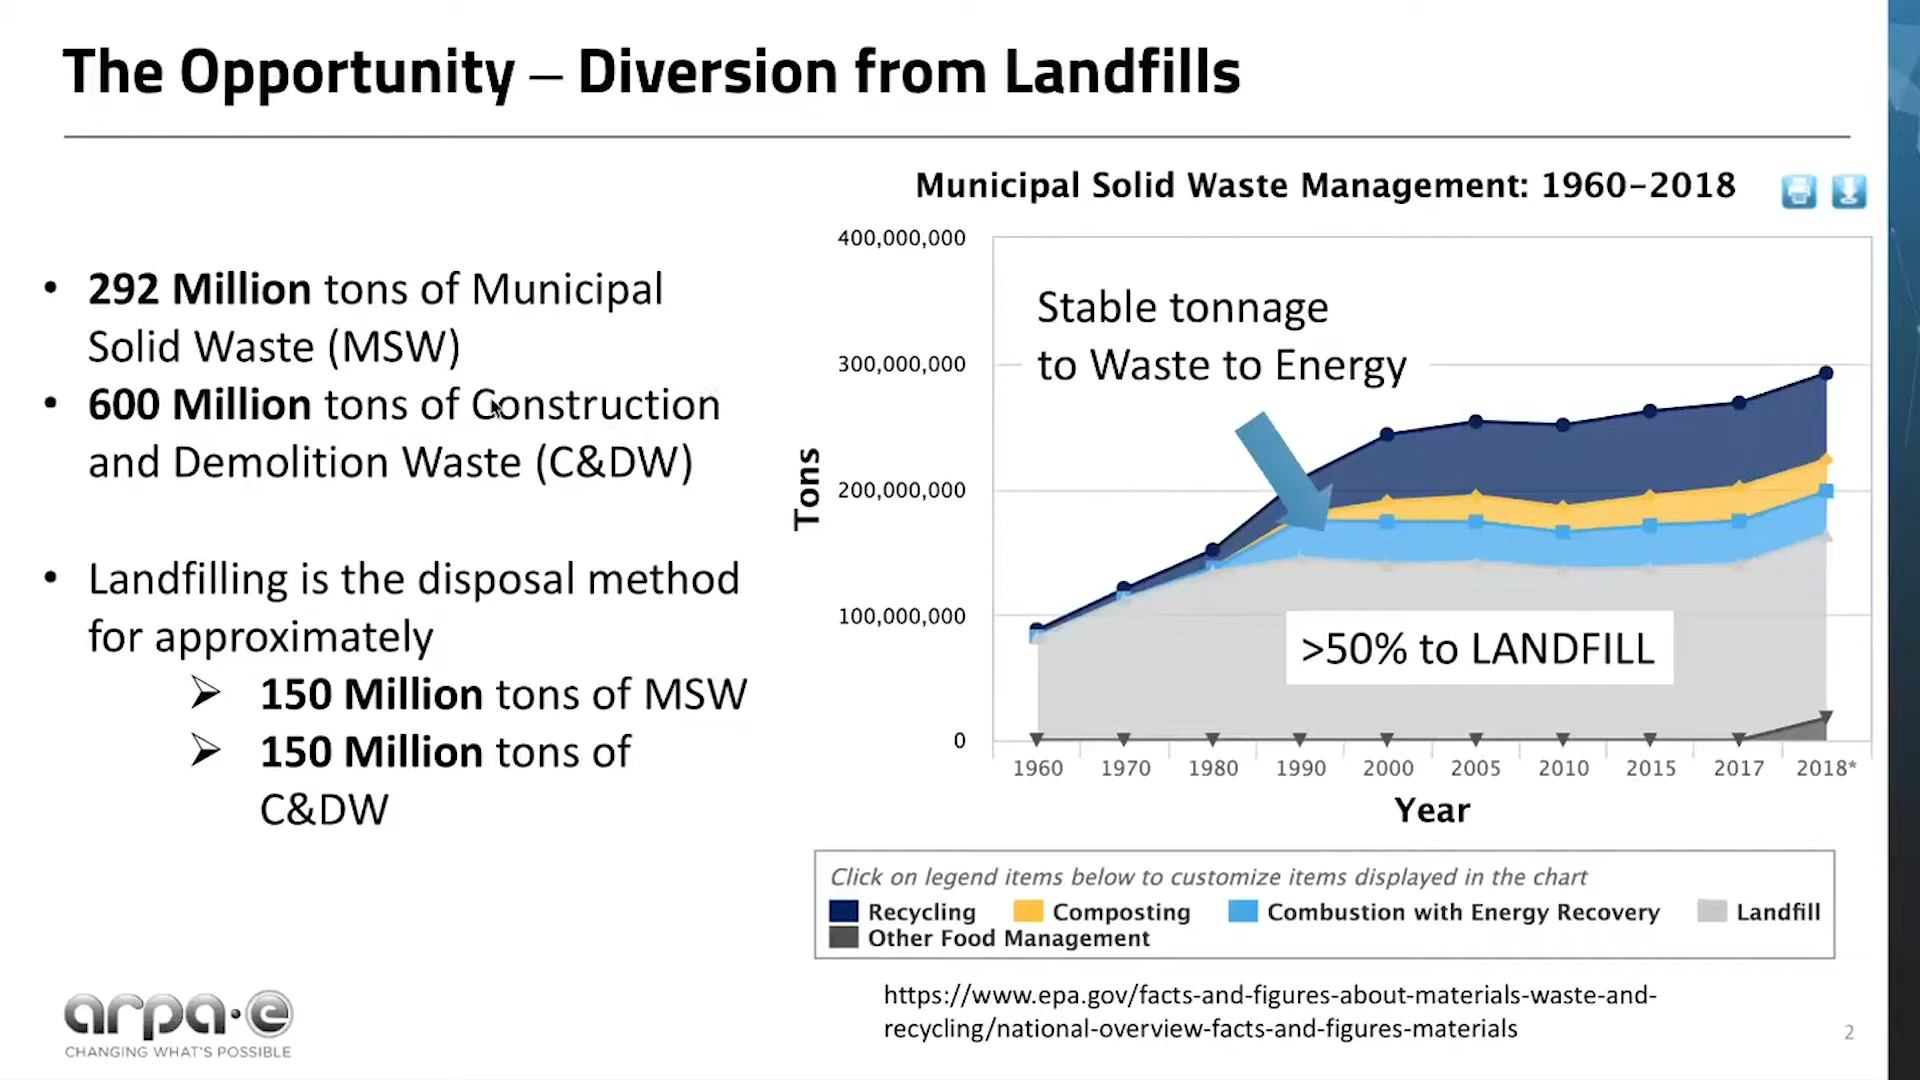 The Opportunity – Diversion from Landfills
• 292 Million tons of Municipal
Solid Waste (MSW)
• 600 Million tons of Construction
and Demolition Waste (C&DW)
• Landfilling is the disposal method
for approximately
➢ 150 Million tons of MSW
➢ 150 Million tons of
C&DW
Municipal Solid Waste Management: 1960–2018
Stable tonnage
to Waste to Energy
>50% to LANDFILL
Tons
400,000,000
300,000,000
200,000,000
100,000,000
0
1960 1970 1980 1990 2000 2005 2010 2015 2017 2018*
Year
Click on legend items below to customize items displayed in the chart
Recycling Composting Combustion with Energy Recovery Landfill
Other Food Management
https://www.epa.gov/facts-and-figures-about-materials-waste-and-
recycling/national-overview-facts-and-figures-materials
arpa·e
CHANGING WHAT'S POSSIBLE
2